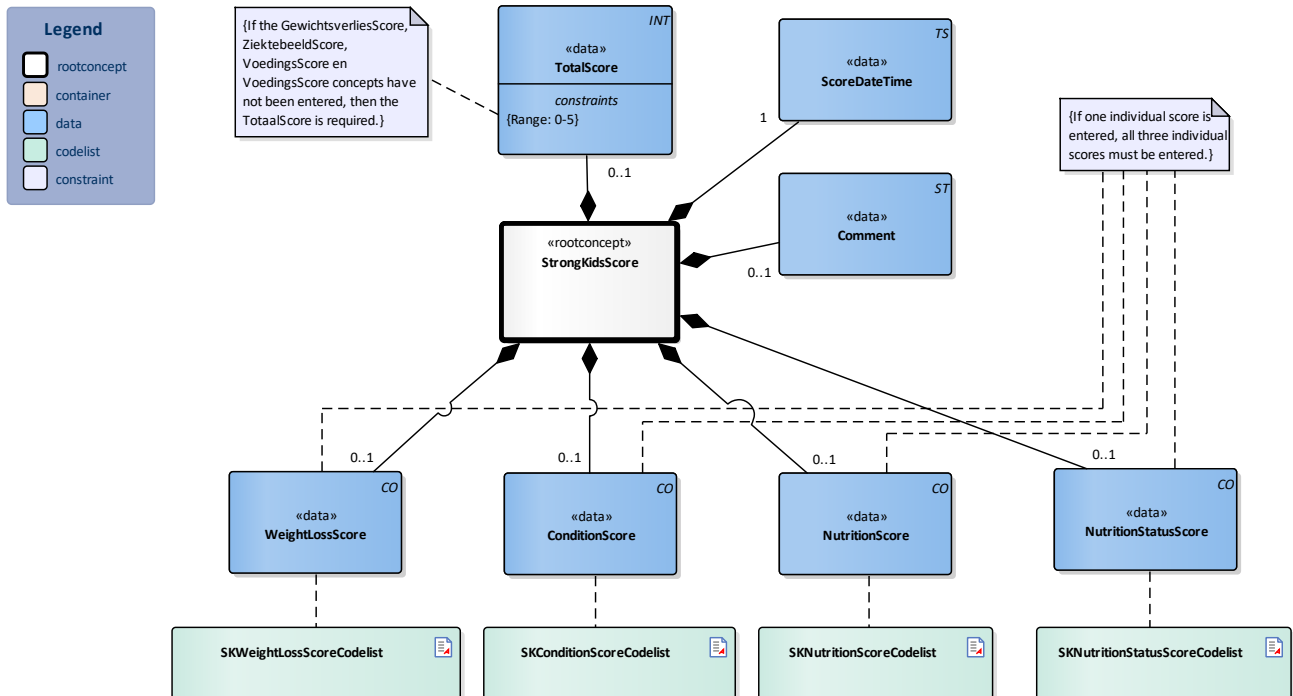 Legend
rootconcept
container
data
codelist
constraint
{If the GewichtsverliesScore,
ZiektebeeldScore,
VoedingsScore en
VoedingsScore concepts have
not been entered, then the
TotaalScore is required.}
INT
«data»
TotalScore
constraints
{Range: 0-5}
TS
«data»
ScoreDateTime
{If one individual score is
entered, all three individual
scores must be entered.}
1
0..1
ST
«data»
Comment
0..1
«rootconcept»
StrongKidsScore
0..1
0..1
0..1
0..1
CO
«data»
WeightLossScore
CO
«data»
ConditionScore
CO
«data»
NutritionScore
CO
«data»
NutritionStatusScore
SKWeightLossScoreCodelist
SKConditionScoreCodelist
SKNutritionScoreCodelist
SKNutritionStatusScoreCodelist